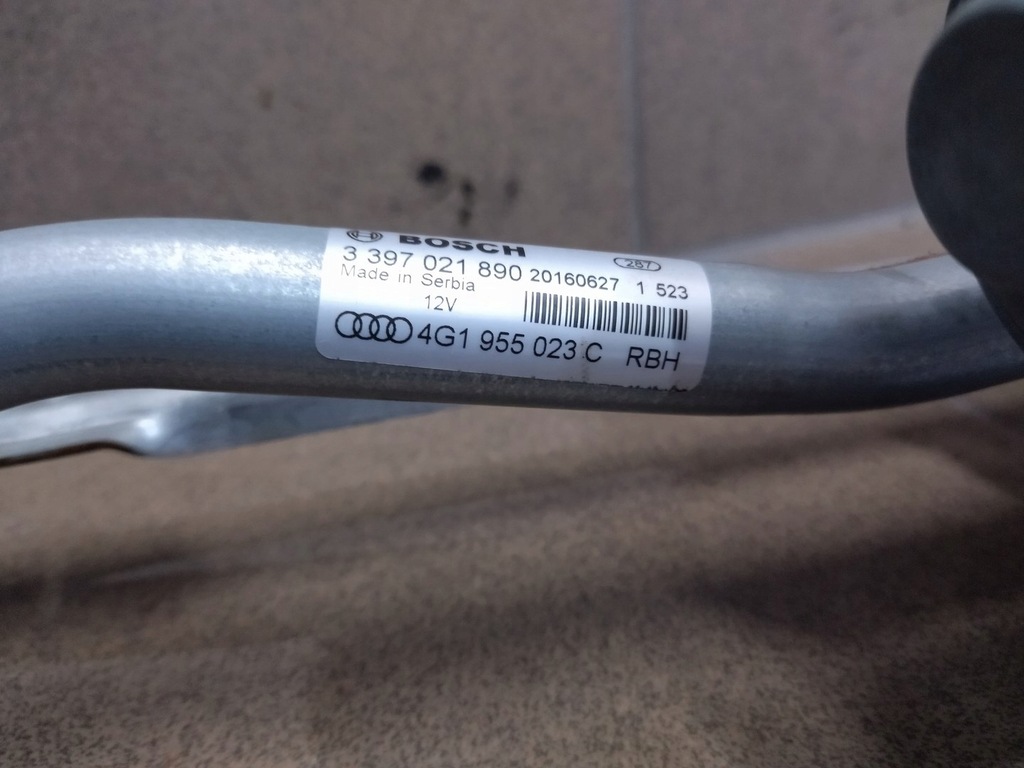 BOSCH
287
3 397 021 890 20160627 1 523
Made in Serbia
12V
4G1 955 023 C RBH